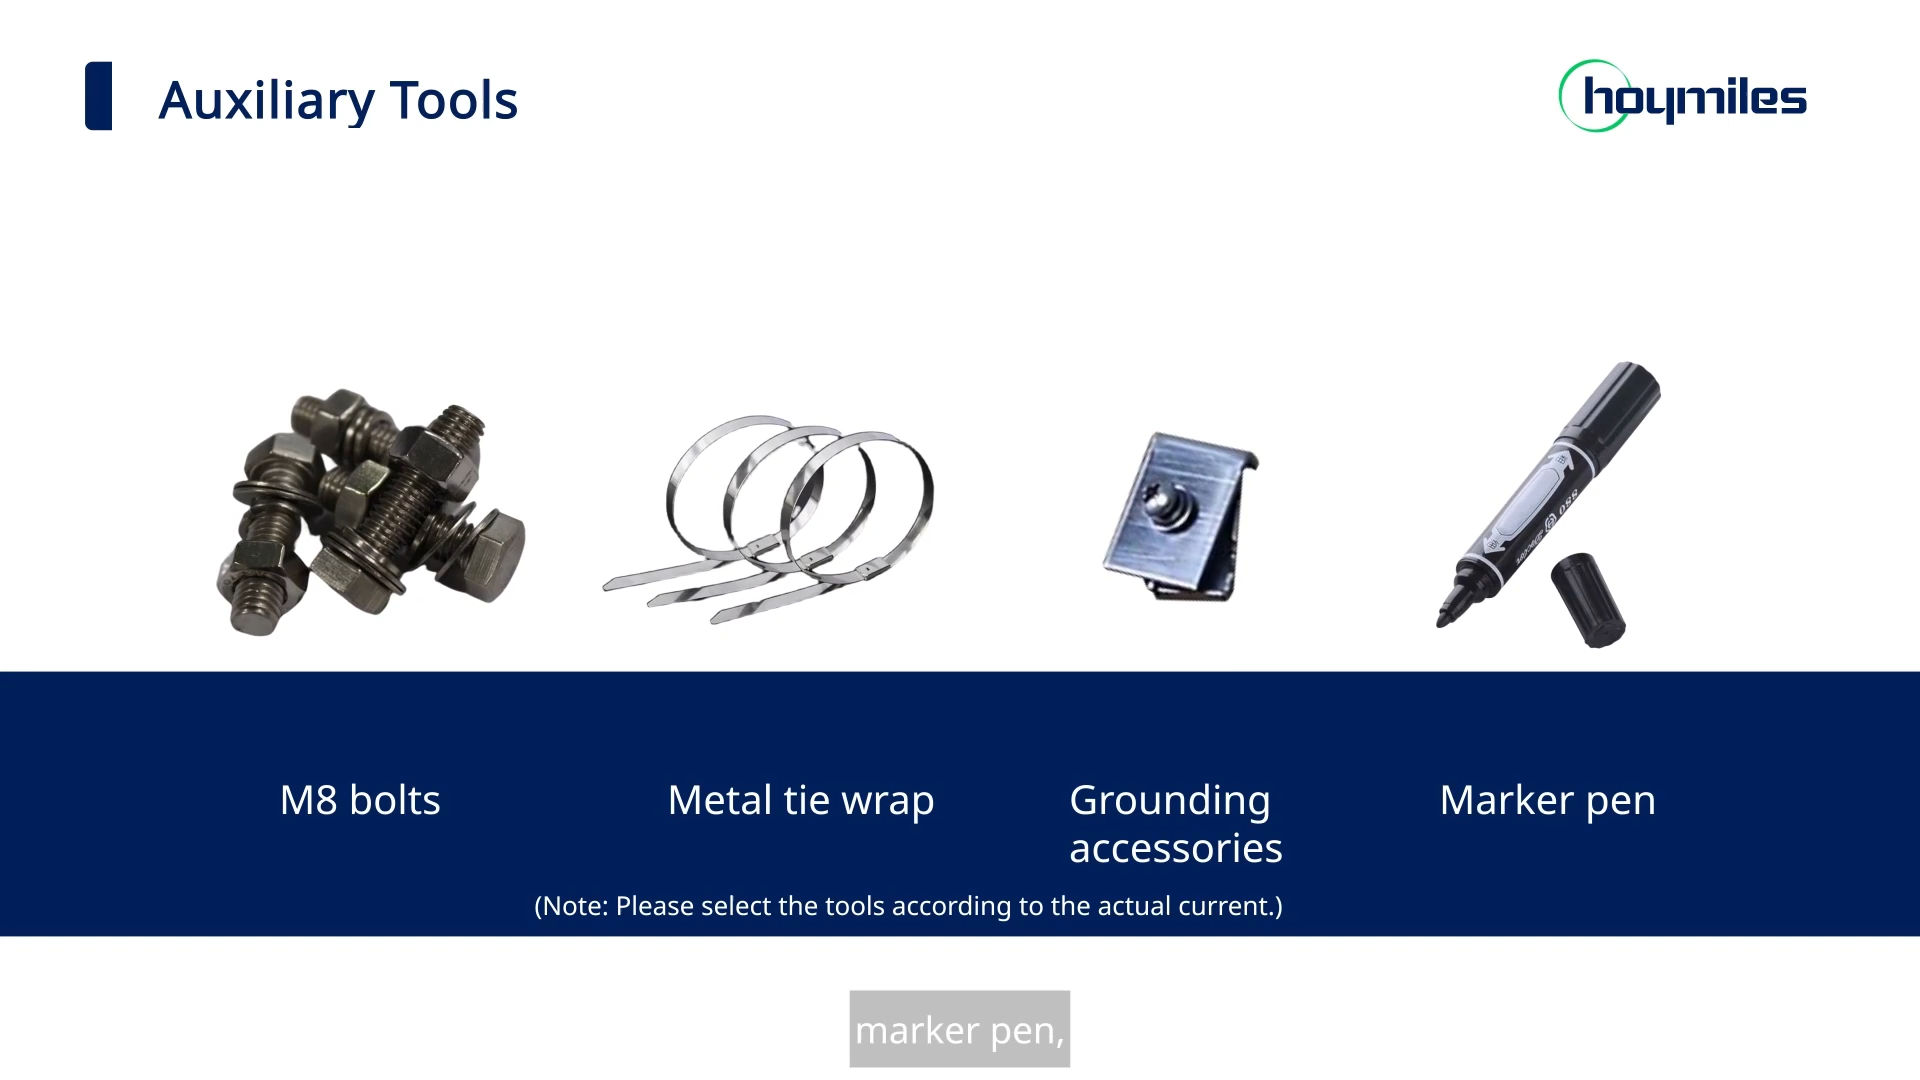 Auxiliary Tools
hoymiles
880
M8 bolts
Metal tie wrap
Grounding
accessories
Marker pen
(Note: Please select the tools according to the actual current.)
marker pen,